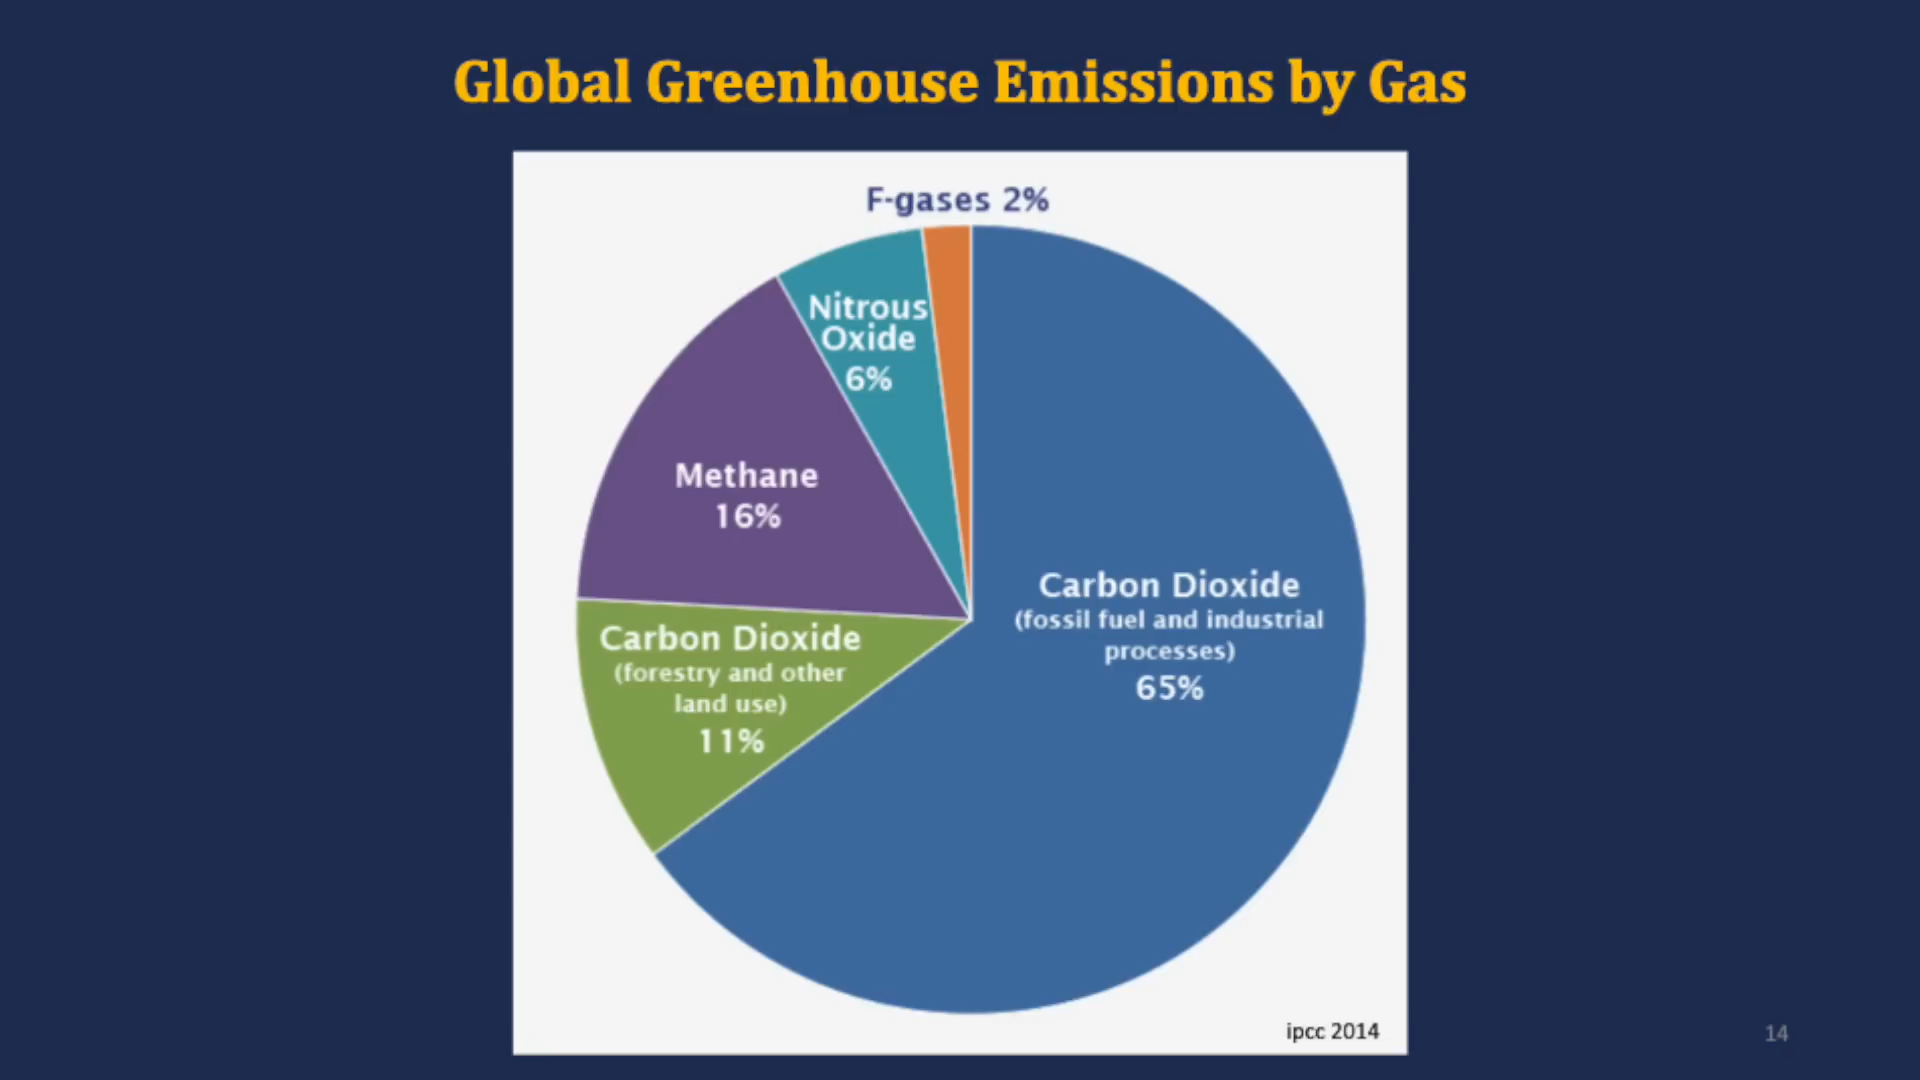 Global Greenhouse Emissions by Gas
F-gases 2%
Nitrous
Oxide
6%
Methane
16%
Carbon Dioxide
(fossil fuel and industrial
processes)
65%
Carbon Dioxide
(forestry and other
land use)
11%
ipcc 2014
14